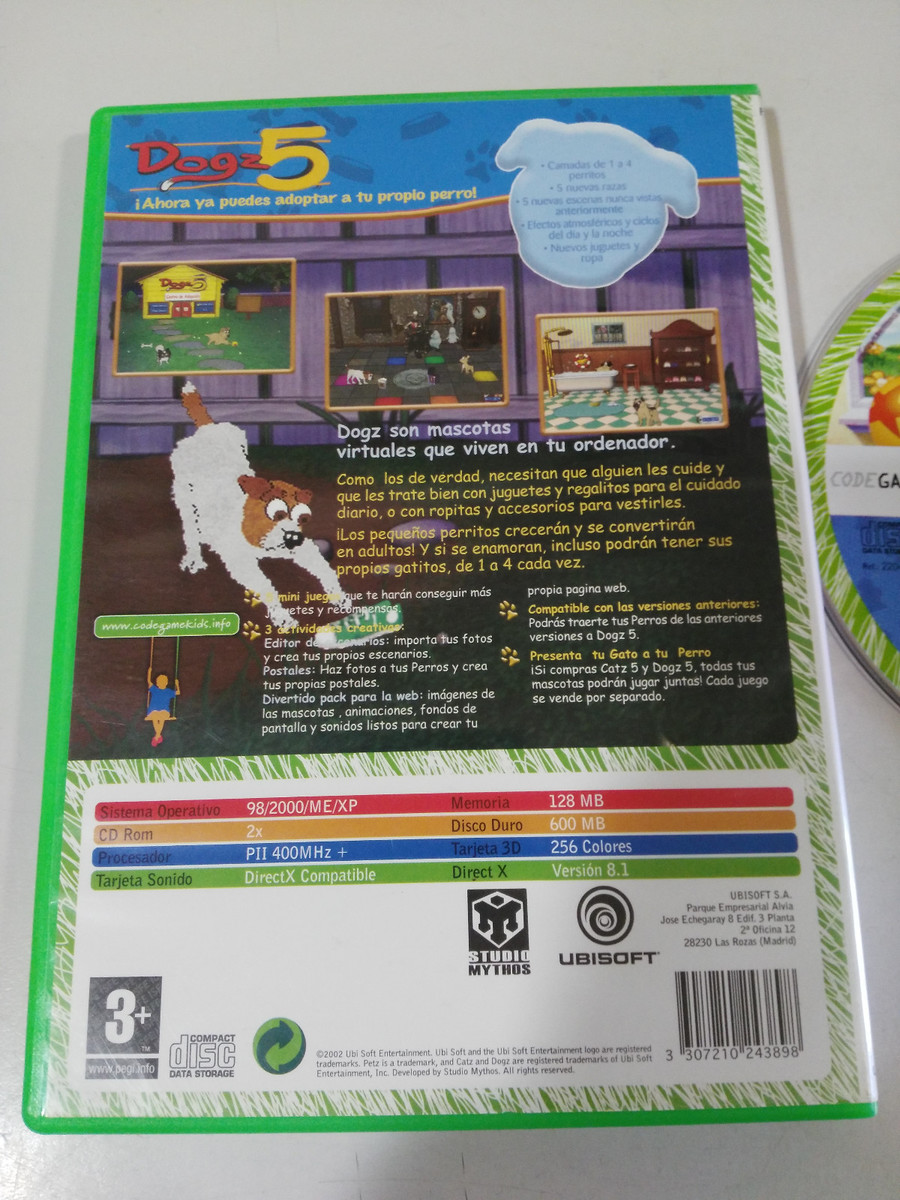 Dogz 5
¡Ahora ya puedes adoptar a tu propio perro!
• Camadas de 1 a 4
perritos
• 5 nuevas razas
• 5 nuevas escenas nunca vistas
anteriormente
• Efectos atmosféricos y ciclos
del día y la noche
• Nuevos juguetes y
ropa
Dogz 5
Dogz son mascotas
virtuales que viven en tu ordenador.
Como los de verdad, necesitan que alguien les cuide y
que les trate bien con juguetes y regalitos para el cuidado
diario, o con ropitas y accesorios para vestirles.
¡Los pequeños perritos crecerán y se convertirán
en adultos! Y si se enamoran, incluso podrán tener sus
propios gatitos, de 1 a 4 cada vez.
mini juegos que te harán conseguir más
juguetes y recompensas.
3 actividades creativas:
Editor de escenarios: importa tus fotos
y crea tus propios escenarios.
Postales: Haz fotos a tus Perros y crea
tus propias postales.
Divertido pack para la web: imágenes de
las mascotas , animaciones, fondos de
pantalla y sonidos listos para crear tu
propia pagina web.
Compatible con las versiones anteriores:
Podrás traerte tus Perros de las anteriores
versiones a Dogz 5.
Presenta tu Gato a tu Perro
¡Si compras Catz 5 y Dogz 5, todas tus
mascotas podrán jugar juntas! Cada juego
se vende por separado.
www.codegamekids.info
Sistema Operativo 98/2000/ME/XP Memoria 128 MB
CD Rom 2x Disco Duro 600 MB
Procesador PII 400MHz + Tarjeta 3D 256 Colores
Tarjeta Sonido DirectX Compatible Direct X Versión 8.1
STUDIO
MYTHOS
UBISOFT
UBISOFT S.A.
Parque Empresarial Alvia
Jose Echegaray 8 Edif. 3 Planta
2ª Oficina 12
28230 Las Rozas (Madrid)
3+
™
www.pegi.info
COMPACT
disc
DATA STORAGE
©2002 Ubi Soft Entertainment. Ubi Soft and the Ubi Soft Entertainment logo are registered
trademarks. Petz is a trademark, and Catz and Dogz are registered trademarks of Ubi Soft
Entertainment, Inc. Developed by Studio Mythos. All rights reserved.
3 307210 243898
CODEGA
COMPACT
disc
DATA STORAGE